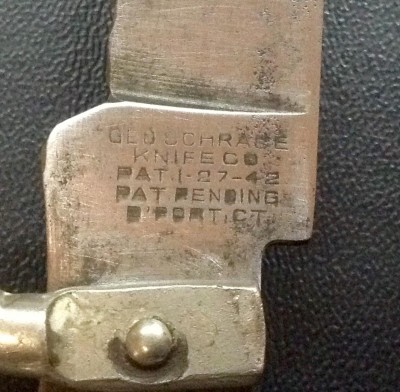 GEO SCHRADE
KNIFE CO
PAT. 1-27-42
PAT. PENDING
B'PORT, CT.